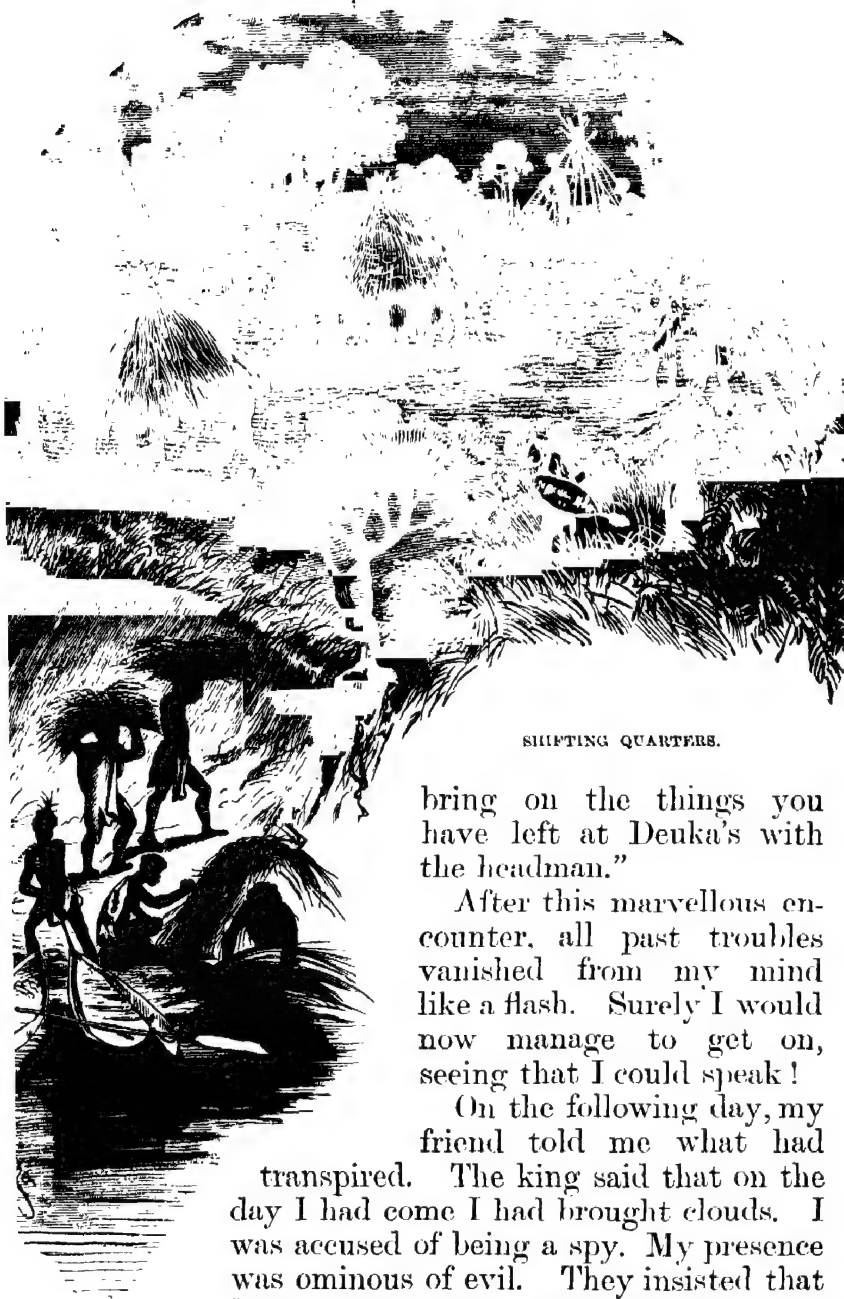 SHIFTING QUARTERS.
bring on the things you
have left at Deuka's with
the headman.”
After this marvellous en-
counter, all past troubles
vanished from my mind
like a flash. Surely I would
now manage to get on,
seeing that I could speak !
On the following day, my
friend told me what had
transpired. The king said that on the
day I had come I had brought clouds. I
was accused of being a spy. My presence
was ominous of evil. They insisted that